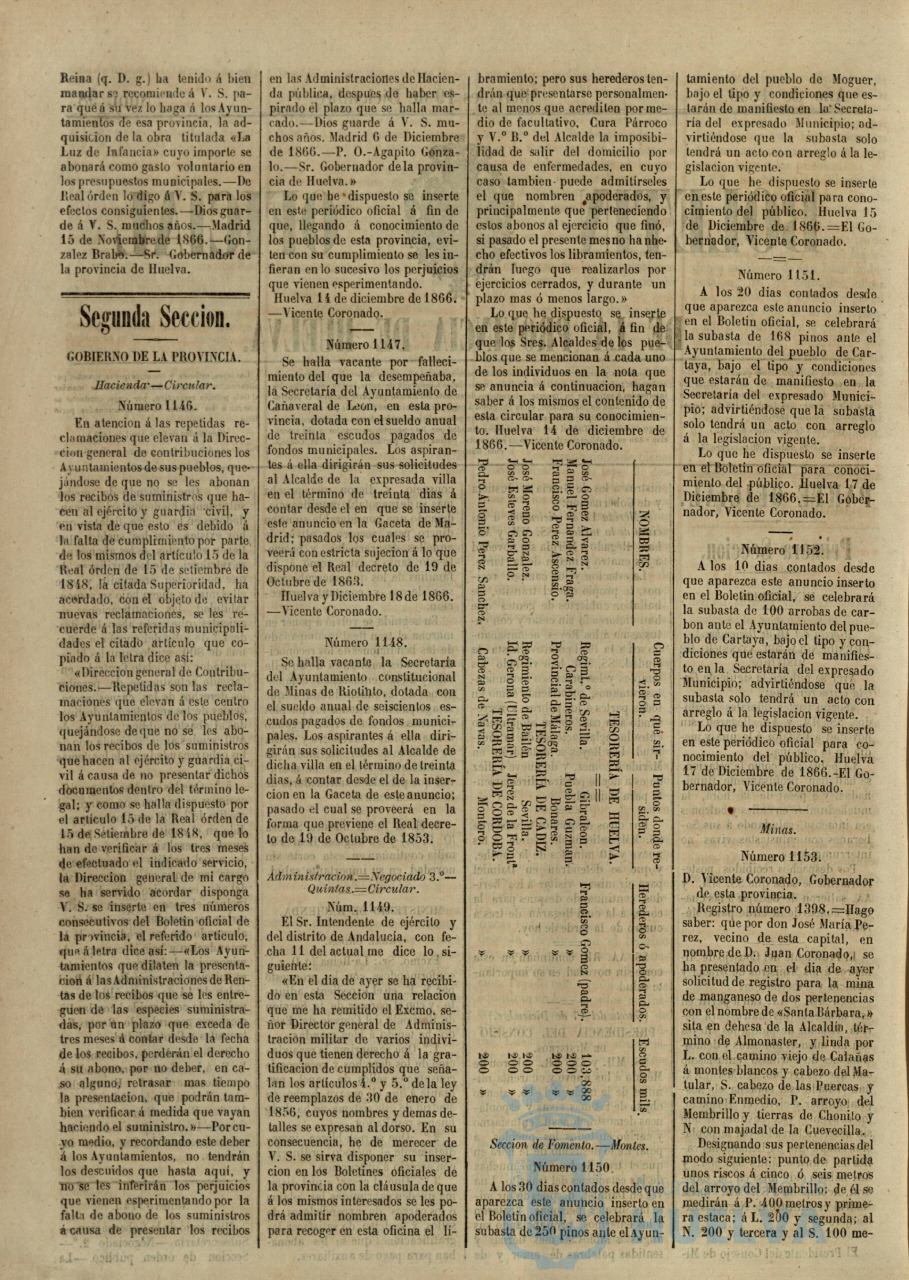 Reina (q. D. g.) ha tenido á bien
mandar se recomiende á V. S. pa-
ra que á su vez lo haga á los Ayun-
tamientos de esa provincia, la ad-
quisicion de la obra titulada «La
Luz de Infancia» cuyo importe se
abonará como gasto voluntario en
los presupuestos municipales.—De
Real órden lo digo á V. S. para los
efectos consiguientes.—Dios guar-
de á V. S. muchos años.—Madrid
15 de Noviembre de 1866.—Gon-
zalez Brabo.—Sr. Gobernador de
la provincia de Huelva.
Segunda Seccion.
GOBIERNO DE LA PROVINCIA.
Hacienda—Circular.
Número 1146.
En atencion á las repetidas re-
clamaciones que elevan á la Direc-
cion general de contribuciones los
Ayuntamientos de sus pueblos, que-
jándose de que no se les abonan
los recibos de suministros que ha-
cen al ejército y guardia civil, y
en vista de que esto es debido á
la falta de cumplimiento por parte
de los mismos del artículo 15 de la
Real órden de 15 de setiembre de
1848, la citada Superioridad, ha
acordado, con el objeto de evitar
nuevas reclamaciones, se les re-
cuerde á las referidas municipali-
dades el citado artículo que co-
piado á la letra dice así:
«Direccion general de Contribu-
ciones.—Repetidas son las recla-
maciones que elevan á este centro
los Ayuntamientos de los pueblos,
quejándose de que no se les abo-
nan los recibos de los suministros
que hacen al ejército y guardia ci-
vil á causa de no presentar dichos
documentos dentro del término le-
gal; y como se halla dispuesto por
el artículo 15 de la Real órden de
15 de Setiembre de 1848, que lo
han de verificar á los tres meses
de efectuado el indicado servicio,
la Direccion general de mi cargo
se ha servido acordar disponga
V. S. se inserte en tres números
consecutivos del Boletin oficial de
la provincia, el referido artículo,
que á letra dice así:—«Los Ayun-
tamientos que dilaten la presenta-
cion á las Administraciones de Ren-
tas de los recibos que se les entre-
guen de las especies suministra-
das, por un plazo que exceda de
tres meses á contar desde la fecha
de los recibos, perderán el derecho
á su abono, por no deber, en ca-
so alguno, retrasar mas tiempo
la presentacion, que podrán tam-
bien verificar á medida que vayan
haciendo el suministro.»—Por cu-
yo medio, y recordando este deber
á los Ayuntamientos, no tendrán
los descuidos que hasta aquí, y
no se les inferirán los perjuicios
que vienen esperimentando por la
falta de abono de los suministros
á causa de presentar los recibos
en las Administraciones de Hacien-
da pública, despues de haber es-
pirado el plazo que se halla mar-
cado.—Dios guarde á V. S. mu-
chos años. Madrid 6 de Diciembre
de 1866.—P. O.-Agapito Gonza-
lo.—Sr. Gobernador de la provin-
cia de Huelva.»
Lo que he dispuesto se inserte
en este periódico oficial á fin de
que, llegando á conocimiento de
los pueblos de esta provincia, evi-
ten con su cumplimiento se les in-
fieran en lo sucesivo los perjuicios
que vienen esperimentando.
Huelva 14 de diciembre de 1866.
—Vicente Coronado.
Número 1147.
Se halla vacante por falleci-
miento del que la desempeñaba,
la Secretaría del Ayuntamiento de
Cañaveral de Leon, en esta pro-
vincia, dotada con el sueldo anual
de treinta escudos pagados de
fondos municipales. Los aspiran-
tes á ella dirigirán sus solicitudes
al Alcalde de la expresada villa
en el término de treinta dias á
contar desde el en que se inserte
este anuncio en la Gaceta de Ma-
drid; pasados los cuales se pro-
veerá con estricta sujecion á lo que
dispone el Real decreto de 19 de
Octubre de 1863.
Huelva y Diciembre 18 de 1866.
—Vicente Coronado.
Número 1148.
Se halla vacante la Secretaría
del Ayuntamiento constitucional
de Minas de Riotinto, dotada con
el sueldo anual de seiscientos es-
cudos pagados de fondos munici-
pales. Los aspirantes á ella diri-
girán sus solicitudes al Alcalde de
dicha villa en el término de treinta
dias, á contar desde el de la inser-
cion en la Gaceta de este anuncio;
pasado el cual se proveerá en la
forma que previene el Real decre-
to de 19 de Octubre de 1853.
Administracion.=Negociado 3.º—
Quintas.=Circular.
Núm. 1149.
El Sr. Intendente de ejército y
del distrito de Andalucía, con fe-
cha 11 del actual me dice lo si-
guiente:
«En el dia de ayer se ha recibi-
do en esta Seccion una relacion
que me ha remitido el Excmo. se-
ñor Director general de Adminis-
tracion militar de varios indivi-
duos que tienen derecho á la gra-
tificacion de cumplidos que seña-
lan los artículos 4.º y 5.º de la ley
de reemplazos de 30 de enero de
1856, cuyos nombres y demas de-
talles se expresan al dorso. En su
consecuencia, he de merecer de
V. S. se sirva disponer su inser-
cion en los Boletines oficiales de
la provincia con la cláusula de que
á los mismos interesados se les po-
drá admitir nombren apoderados
para recoger en esta oficina el li-
bramiento; pero sus herederos ten-
drán que presentarse personalmen-
te al menos que acrediten por me-
dio de facultativo, Cura Párroco
y V.º B.º del Alcalde la imposibi-
lidad de salir del domicilio por
causa de enfermedades, en cuyo
caso tambien puede admitírseles
el que nombren apoderados, y
principalmente que perteneciendo
estos abonos al ejercicio que finó,
si pasado el presente mes no ha nhe-
cho efectivos los libramientos, ten-
drán luego que realizarlos por
ejercicios cerrados, y durante un
plazo mas ó menos largo.»
Lo que he dispuesto se inserte
en este periódico oficial, á fin de
que los Sres. Alcaldes de los pue-
blos que se mencionan á cada uno
de los individuos en la nota que
se anuncia á continuacion, hagan
saber á los mismos el contenido de
esta circular para su conocimien-
to. Huelva 14 de diciembre de
1866.—Vicente Coronado.
NOMBRES. Cuerpos en que sir- vieron. Puntos donde re- siden. Herederos ó apoderados. Escudos mils.
TESORERÍA DE HUELVA.
José Gomez Alvarez. Regimt.º de Sevilla. Gibraleon. Francisco Gomez (padre). 103,888
Manuel Fernandez Fraga. Carabineros. Puebla Guzman. » 200 »
Francisco Perez Ascensio. Provincial de Málaga. Bonares. » 200 »
TESORERÍA DE CADIZ.
José Moreno Gonzalez. Regimiento de Bailén Sevilla. » 200 »
José Esteves Garballo. Id. Gerona (Ultramar) Jerez de la Frontª » 200 »
TESORERÍA DE CORDOBA.
Pedro Antonio Perez Sanchez. Cabezas de Navas. Montoro. » 200 »
Seccion de Fomento.—Montes.
Número 1150.
A los 30 dias contados desde que
aparezca este anuncio inserto en
el Boletin oficial, se celebrará la
subasta de 250 pinos ante el Ayun-
tamiento del pueblo de Moguer,
bajo el tipo y condiciones que es-
tarán de manifiesto en la Secreta-
ría del expresado Municipio; ad-
virtiéndose que la subasta solo
tendrá un acto con arreglo á la le-
gislacion vigente.
Lo que he dispuesto se inserte
en este periódico oficial para cono-
cimiento del público. Huelva 15
de Diciembre de 1866.=El Go-
bernador, Vicente Coronado.
Número 1151.
A los 20 dias contados desde
que aparezca este anuncio inserto
en el Boletin oficial, se celebrará
la subasta de 168 pinos ante el
Ayuntamiento del pueblo de Car-
taya, bajo el tipo y condiciones
que estarán de manifiesto en la
Secretaría del expresado Munici-
pio; advirtiéndose que la subasta
solo tendrá un acto con arreglo
á la legislacion vigente.
Lo que he dispuesto se inserte
en el Boletin oficial para conoci-
miento del público. Huelva 17 de
Diciembre de 1866.=El Gober-
nador, Vicente Coronado.
Número 1152.
A los 10 dias contados desde
que aparezca este anuncio inserto
en el Boletin oficial, se celebrará
la subasta de 100 arrobas de car-
bon ante el Ayuntamiento del pue-
blo de Cartaya, bajo el tipo y con-
diciones que estarán de manifies-
to en la Secretaría del expresado
Municipio; advirtiéndose que la
subasta solo tendrá un acto con
arreglo á la legislacion vigente.
Lo que he dispuesto se inserte
en este periódico oficial para co-
nocimiento del público. Huelva
17 de Diciembre de 1866.-El Go-
bernador, Vicente Coronado.
Minas.
Número 1153.
D. Vicente Coronado, Gobernador
de esta provincia.
Registro número 1398.=Hago
saber: que por don José María Pe-
rez, vecino de esta capital, en
nombre de D. Juan Coronado, se
ha presentado en el dia de ayer
solicitud de registro para la mina
de manganeso de dos pertenencias
con el nombre de «Santa Bárbara,»
sita en dehesa de la Alcaldía, tér-
mino de Almonaster, y linda por
L. con el camino viejo de Calañas
á montes blancos y cabezo del Ma-
tular, S. cabezo de las Puercas y
camino Enmedio, P. arroyo del
Membrillo y tierras de Chonito y
N con majadal de la Cuevecilla.
Designando sus pertenencias del
modo siguiente: punto de partida
unos riscos á cinco ó seis metros
del arroyo del Membrillo: de él se
medirán á P. 400 metros y prime-
ra estaca; á L. 200 y segunda; al
N. 200 y tercera y al S. 100 me-